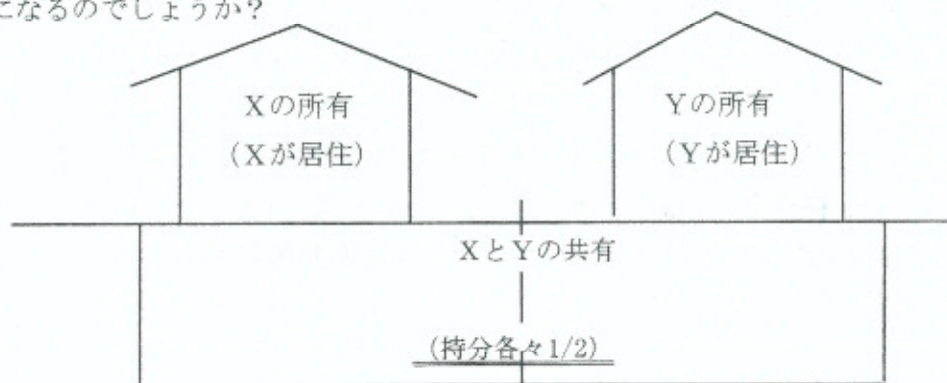 になるのでしょうか?
Xの所有
(Xが居住)
Yの所有
(Yが居住)
XとYの共有
(持分各々1/2)